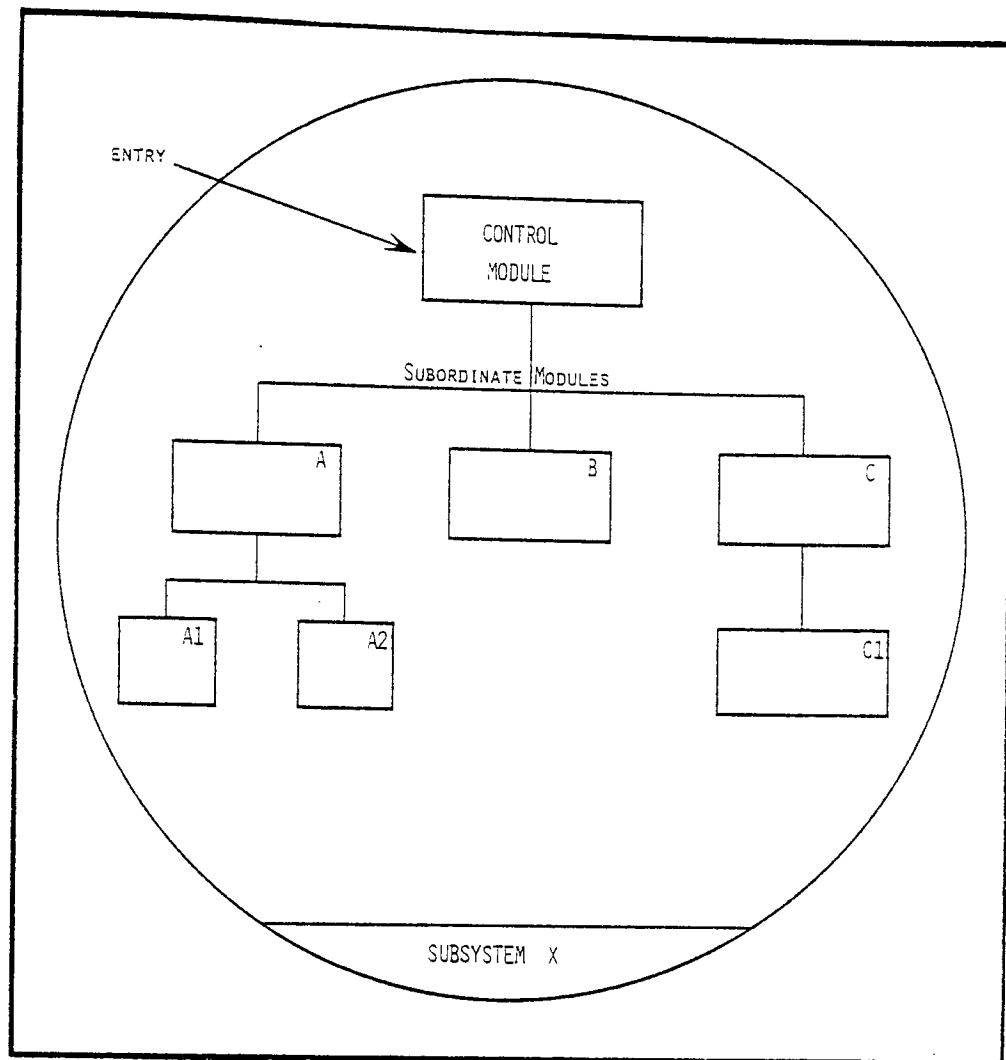 ENTRY
CONTROL
MODULE
SUBORDINATE MODULES
A
B
C
A1
A2
C1
SUBSYSTEM X